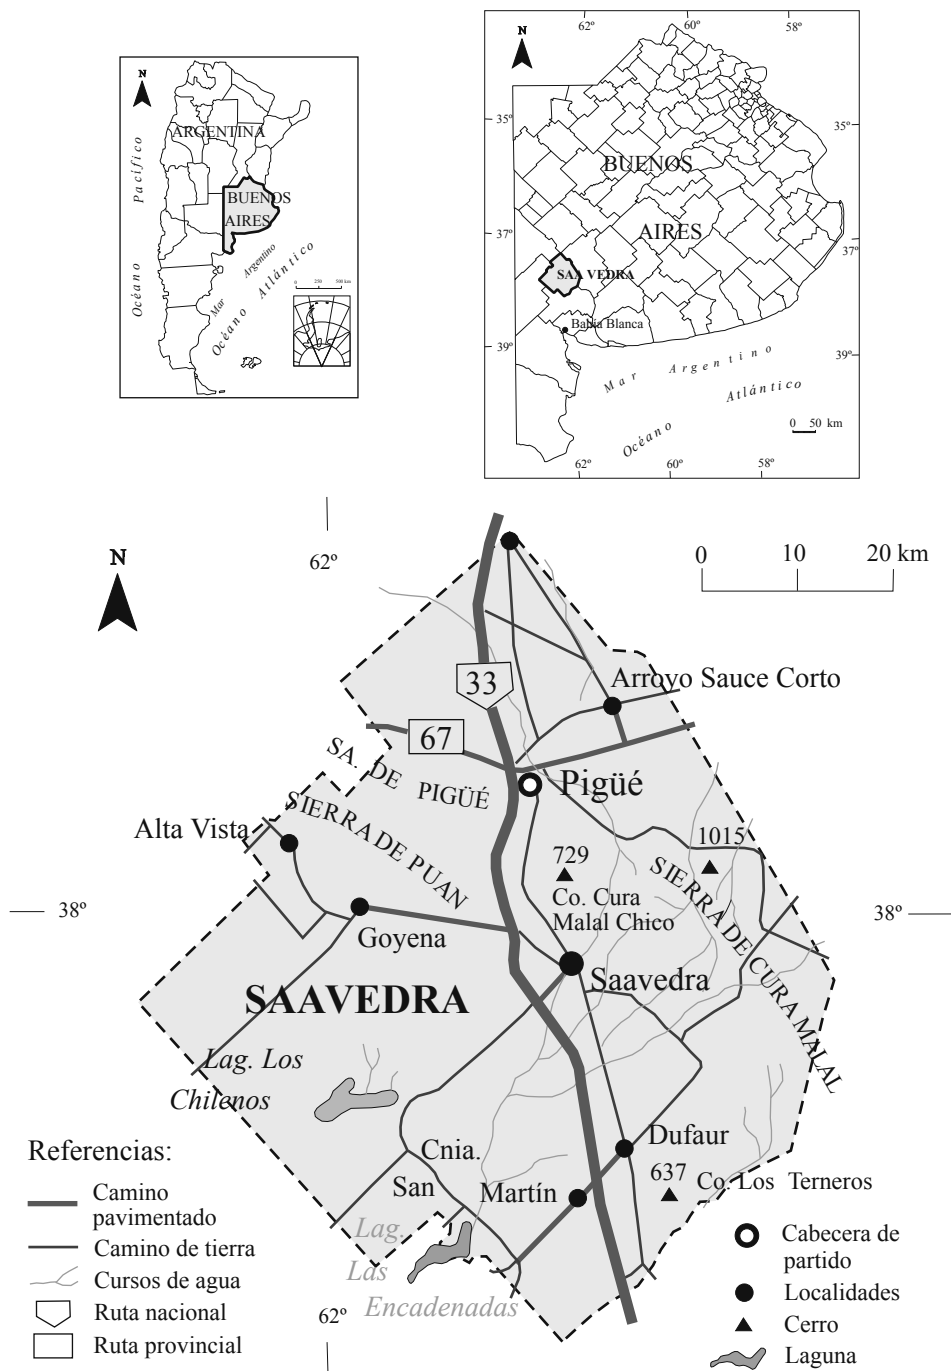 N
ARGENTINA
BUENOS
AIRES
Océano Pacífico
Mar Argentino
Océano Atlántico
0 250 500 km
N
62º 60º 58º
35º 35º
BUENOS
AIRES
37º 37º
SAAVEDRA
Bahía Blanca
39º 39º
Mar Argentino
Océano Atlántico
0 50 km
62º 60º 58º
N
62º
0 10 20 km
33
Arroyo Sauce Corto
67
SA. DE PIGÜÉ
Pigüé
SIERRA DE PUAN
Alta Vista
729
1015
Co. Cura
Malal Chico
SIERRA DE CURA MALAL
38º 38º
Goyena
Saavedra
SAAVEDRA
Lag. Los
Chilenos
Dufaur
Cnia.
San Martín
637
Co. Los Terneros
Lag.
Las
Encadenadas
62º
Referencias:
Camino
pavimentado
Camino de tierra
Cursos de agua
Ruta nacional
Ruta provincial
Cabecera de
partido
Localidades
Cerro
Laguna